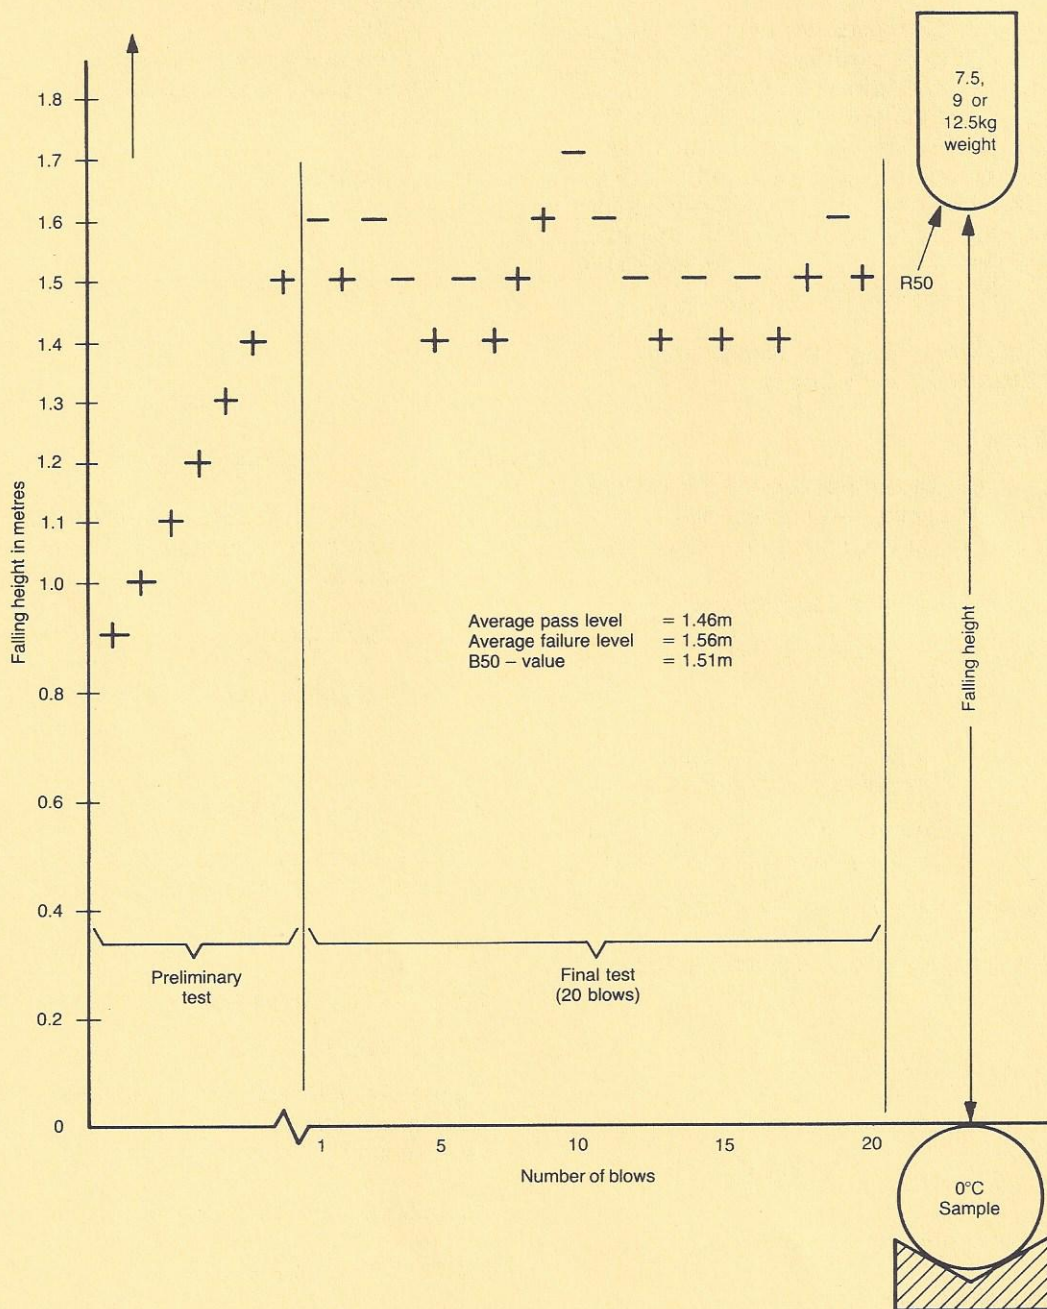 1.8
1.7
1.6
1.5
1.4
1.3
1.2
1.1
1.0
0.8
0.6
0.4
0.2
0
Falling height in metres
7.5,
9 or
12.5kg
weight
R50
Average pass level = 1.46m
Average failure level = 1.56m
B50 – value = 1.51m
Falling height
Preliminary
test
Final test
(20 blows)
1 5 10 15 20
Number of blows
0°C
Sample